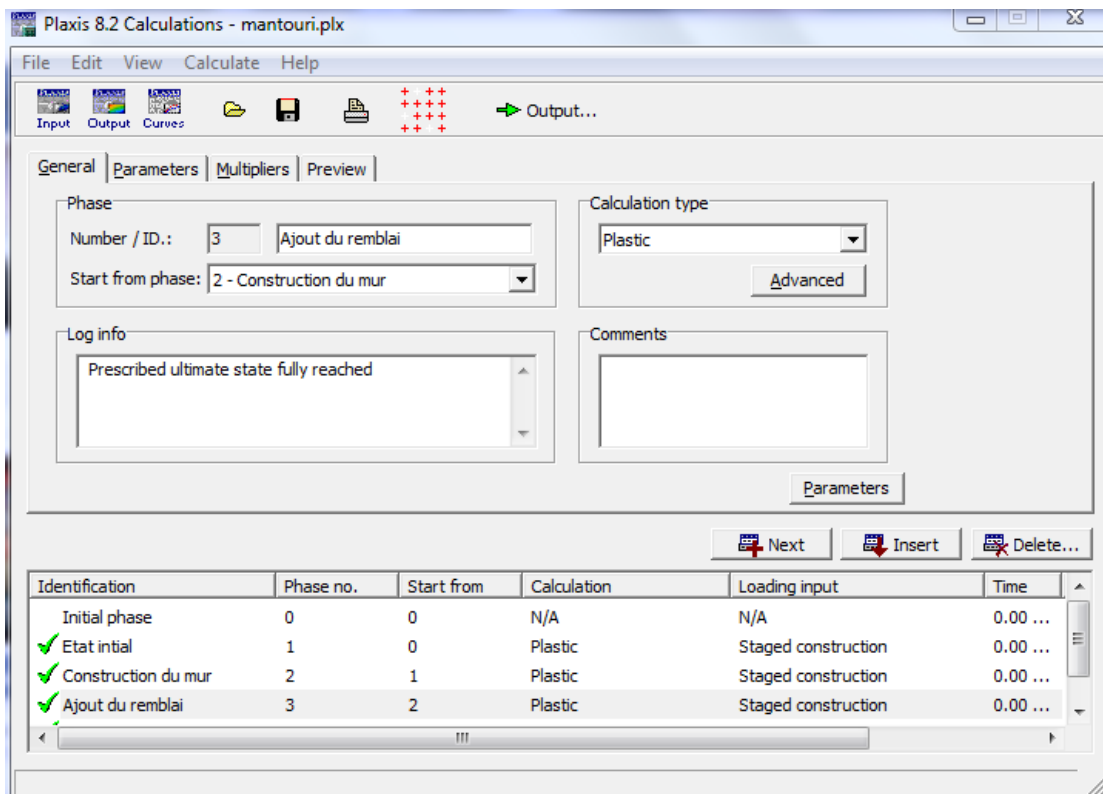 Plaxis 8.2 Calculations - mantouri.plx
File Edit View Calculate Help
Input Output Curves Output...
General Parameters Multipliers Preview
Phase
Number / ID.: 3 Ajout du remblai
Start from phase: 2 - Construction du mur
Calculation type
Plastic
Advanced
Log info
Prescribed ultimate state fully reached
Comments
Parameters
Next Insert Delete...
Identification Phase no. Start from Calculation Loading input Time
Initial phase 0 0 N/A N/A 0.00 ...
Etat intial 1 0 Plastic Staged construction 0.00 ...
Construction du mur 2 1 Plastic Staged construction 0.00 ...
Ajout du remblai 3 2 Plastic Staged construction 0.00 ...